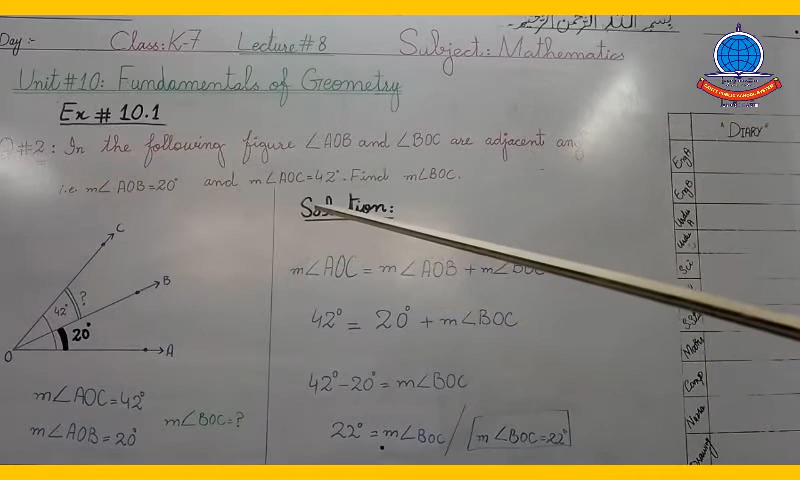 بسم اللہ الرحمٰن الرحیم
Day:- Class: K-7 Lecture #8 Subject: Mathematics
Unit #10: Fundamentals of Geometry
Ex # 10.1
Q #2: In the following figure ∠AOB and ∠BOC are adjacent
i.e. m∠AOB=20° and m∠AOC=42°. Find m∠BOC.
C
B
A
O
42°
?
20°
m∠AOC=42°
m∠AOB=20°
m∠BOC=?
Solution:
m∠AOC = m∠AOB + m∠BOC
42° = 20° + m∠BOC
42°-20° = m∠BOC
22° = m∠BOC / m∠BOC=22°
"DIARY"
Eng A
Eng B
Urdu A
Urdu
Sci
S.St
Maths
Comp
Drawing